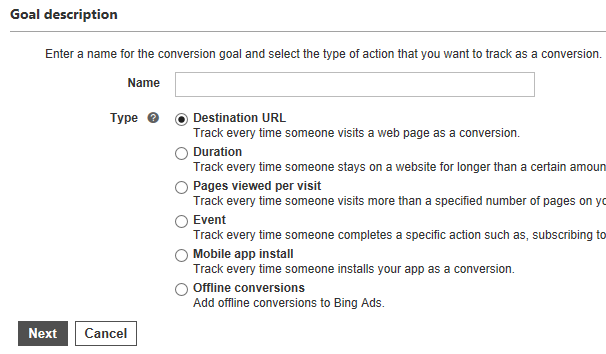 Goal description
Enter a name for the conversion goal and select the type of action that you want to track as a conversion.
Name
Type ?
Destination URL
Track every time someone visits a web page as a conversion.
Duration
Track every time someone stays on a website for longer than a certain
Pages viewed per visit
Track every time someone visits more than a specified number of pages on
Event
Track every time someone completes a specific action such as, subscribing to
Mobile app install
Track every time someone installs your app as a conversion.
Offline conversions
Add offline conversions to Bing Ads.
Next Cancel